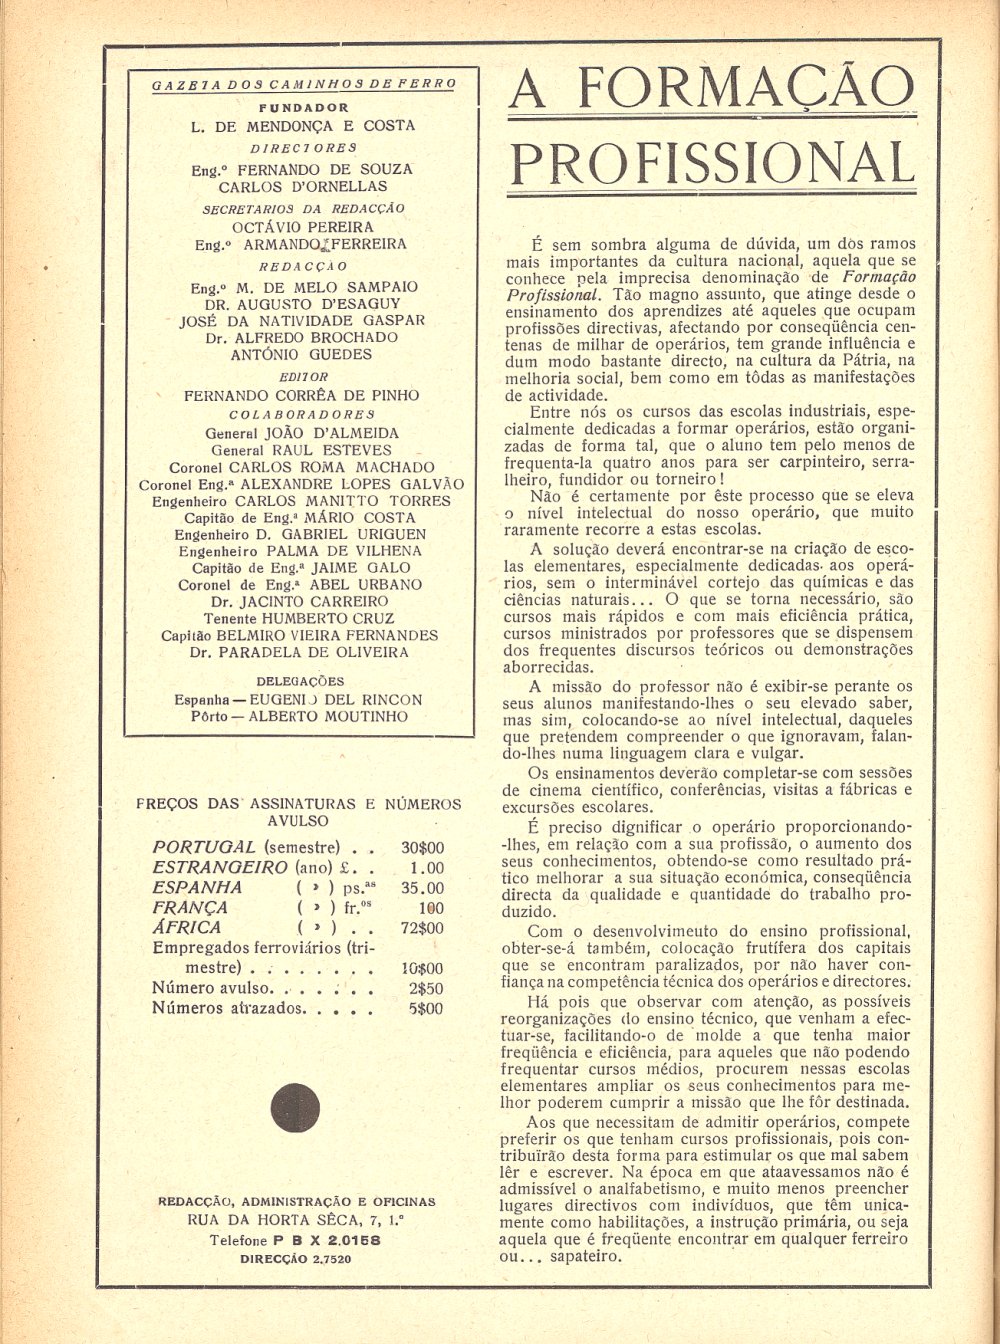 GAZETA DOS CAMINHOS DE FERRO
FUNDADOR
L. DE MENDONÇA E COSTA
DIRECTORES
Eng.º FERNANDO DE SOUZA
CARLOS D'ORNELLAS
SECRETARIOS DA REDACÇÃO
OCTÁVIO PEREIRA
Eng.º ARMANDO FERREIRA
REDACÇÃO
Eng.º M. DE MELO SAMPAIO
DR. AUGUSTO D'ESAGUY
JOSÉ DA NATIVIDADE GASPAR
Dr. ALFREDO BROCHADO
ANTÓNIO GUEDES
EDITOR
FERNANDO CORRÊA DE PINHO
COLABORADORES
General JOÃO D'ALMEIDA
General RAUL ESTEVES
Coronel CARLOS ROMA MACHADO
Coronel Eng.ª ALEXANDRE LOPES GALVÃO
Engenheiro CARLOS MANITTO TORRES
Capitão de Eng.ª MÁRIO COSTA
Engenheiro D. GABRIEL URIGUEN
Engenheiro PALMA DE VILHENA
Capitão de Eng.ª JAIME GALO
Coronel de Eng.ª ABEL URBANO
Dr. JACINTO CARREIRO
Tenente HUMBERTO CRUZ
Capitão BELMIRO VIEIRA FERNANDES
Dr. PARADELA DE OLIVEIRA
DELEGAÇÕES
Espanha — EUGENIO DEL RINCON
Pôrto — ALBERTO MOUTINHO
PREÇOS DAS ASSINATURAS E NÚMEROS
AVULSO
PORTUGAL (semestre) . . 30$00
ESTRANGEIRO (ano) £. . 1.00
ESPANHA ( » ) ps.as 35.00
FRANÇA ( » ) fr.os 100
ÁFRICA ( » ) . . 72$00
Empregados ferroviários (tri-
mestre) . . . . . . . . 10$00
Número avulso. . . . . . . 2$50
Números atrazados. . . . . 5$00
REDACÇÃO, ADMINISTRAÇÃO E OFICINAS
RUA DA HORTA SÊCA, 7, 1.º
Telefone P B X 2.0158
DIRECÇÃO 2.7520
A FORMAÇÃO
PROFISSIONAL
É sem sombra alguma de dúvida, um dos ramos
mais importantes da cultura nacional, aquela que se
conhece pela imprecisa denominação de Formação
Profissional. Tão magno assunto, que atinge desde o
ensinamento dos aprendizes até aqueles que ocupam
profissões directivas, afectando por conseqüência cen-
tenas de milhar de operários, tem grande influência e
dum modo bastante directo, na cultura da Pátria, na
melhoria social, bem como em tôdas as manifestações
de actividade.
Entre nós os cursos das escolas industriais, espe-
cialmente dedicadas a formar operários, estão organi-
zadas de forma tal, que o aluno tem pelo menos de
frequenta-la quatro anos para ser carpinteiro, serra-
lheiro, fundidor ou torneiro !
Não é certamente por êste processo que se eleva
o nível intelectual do nosso operário, que muito
raramente recorre a estas escolas.
A solução deverá encontrar-se na criação de esco-
las elementares, especialmente dedicadas aos operá-
rios, sem o interminável cortejo das químicas e das
ciências naturais... O que se torna necessário, são
cursos mais rápidos e com mais eficiência prática,
cursos ministrados por professores que se dispensem
dos frequentes discursos teóricos ou demonstrações
aborrecidas.
A missão do professor não é exibir-se perante os
seus alunos manifestando-lhes o seu elevado saber,
mas sim, colocando-se ao nível intelectual, daqueles
que pretendem compreender o que ignoravam, falan-
do-lhes numa linguagem clara e vulgar.
Os ensinamentos deverão completar-se com sessões
de cinema científico, conferências, visitas a fábricas e
excursões escolares.
É preciso dignificar o operário proporcionando-
-lhes, em relação com a sua profissão, o aumento dos
seus conhecimentos, obtendo-se como resultado prá-
tico melhorar a sua situação económica, conseqüência
directa da qualidade e quantidade do trabalho pro-
duzido.
Com o desenvolvimeuto do ensino profissional,
obter-se-á também, colocação frutífera dos capitais
que se encontram paralizados, por não haver con-
fiança na competência técnica dos operários e directores.
Há pois que observar com atenção, as possíveis
reorganizações do ensino técnico, que venham a efec-
tuar-se, facilitando-o de molde a que tenha maior
freqüência e eficiência, para aqueles que não podendo
frequentar cursos médios, procurem nessas escolas
elementares ampliar os seus conhecimentos para me-
lhor poderem cumprir a missão que lhe fôr destinada.
Aos que necessitam de admitir operários, compete
preferir os que tenham cursos profissionais, pois con-
tribuïrão desta forma para estimular os que mal sabem
lêr e escrever. Na época em que ataavessamos não é
admissível o analfabetismo, e muito menos preencher
lugares directivos com indivíduos, que têm unica-
mente como habilitações, a instrução primária, ou seja
aquela que é freqüente encontrar em qualquer ferreiro
ou... sapateiro.